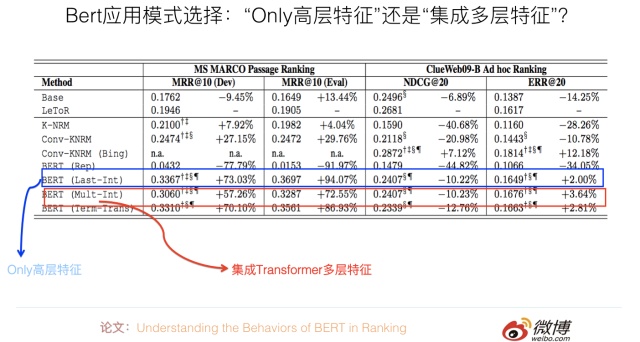 Bert应用模式选择：“Only高层特征”还是“集成多层特征”？
MS MARCO Passage Ranking ClueWeb09-B Ad hoc Ranking
Method MRR@10 (Dev) MRR@10 (Eval) NDCG@20 ERR@20
Base 0.1762 –9.45% 0.1649 +13.44% 0.2496§ –6.89% 0.1387 –14.25%
LeToR 0.1946 – 0.1905 – 0.2681 – 0.1617 –
K-NRM 0.2100†‡ +7.92% 0.1982 +4.04% 0.1590 –40.68% 0.1160 –28.26%
Conv-KNRM 0.2474†‡§ +27.15% 0.2472 +29.76% 0.2118§ –20.98% 0.1443§ –10.78%
Conv-KNRM (Bing) n.a. n.a. n.a. n.a. 0.2872†‡§¶ +7.12% 0.1814†‡§¶ +12.18%
BERT (Rep) 0.0432 –77.79% 0.0153 –91.97% 0.1479 –44.82% 0.1066 –34.05%
BERT (Last-Int) 0.3367†‡§¶ +73.03% 0.3697 +94.07% 0.2407§¶ –10.22% 0.1649†§¶ +2.00%
BERT (Mult-Int) 0.3060†‡§¶ +57.26% 0.3287 +72.55% 0.2407§¶ –10.23% 0.1676†§¶ +3.64%
BERT (Term-Trans) 0.3310†‡§¶ +70.10% 0.3561 +86.93% 0.2339§¶ –12.76% 0.1663†§¶ +2.81%
Only高层特征
集成Transformer多层特征
论文：Understanding the Behaviors of BERT in Ranking
微博
weibo.com